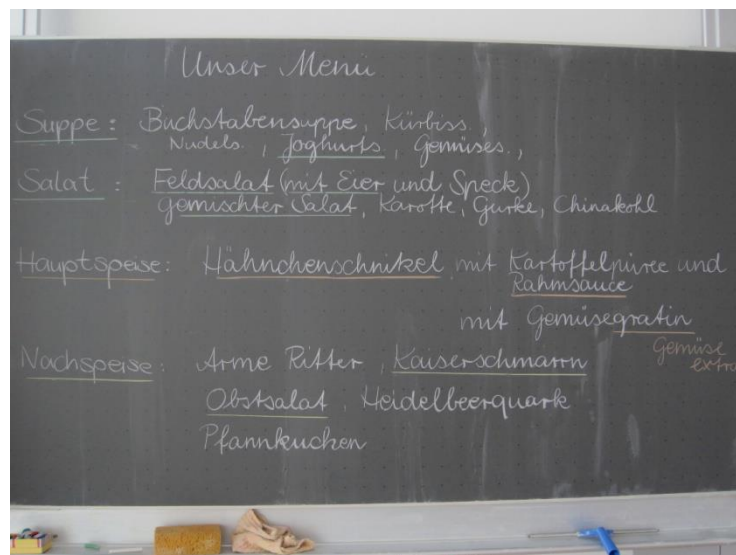 Unser Menü
Suppe: Buchstabensuppe, Kürbiss.,
Nudels., Joghurts., Gemüses.,
Salat: Feldsalat (mit Eier und Speck)
gemischter Salat, Karotte, Gurke, Chinakohl
Hauptspeise: Hähnchenschnikel mit Kartoffelpüree und
Rahmsauce
mit Gemüsegratin
Gemüse
extra
Nachspeise: Arme Ritter, Kaiserschmarrn
Obstsalat, Heidelbeerquark
Pfannkuchen